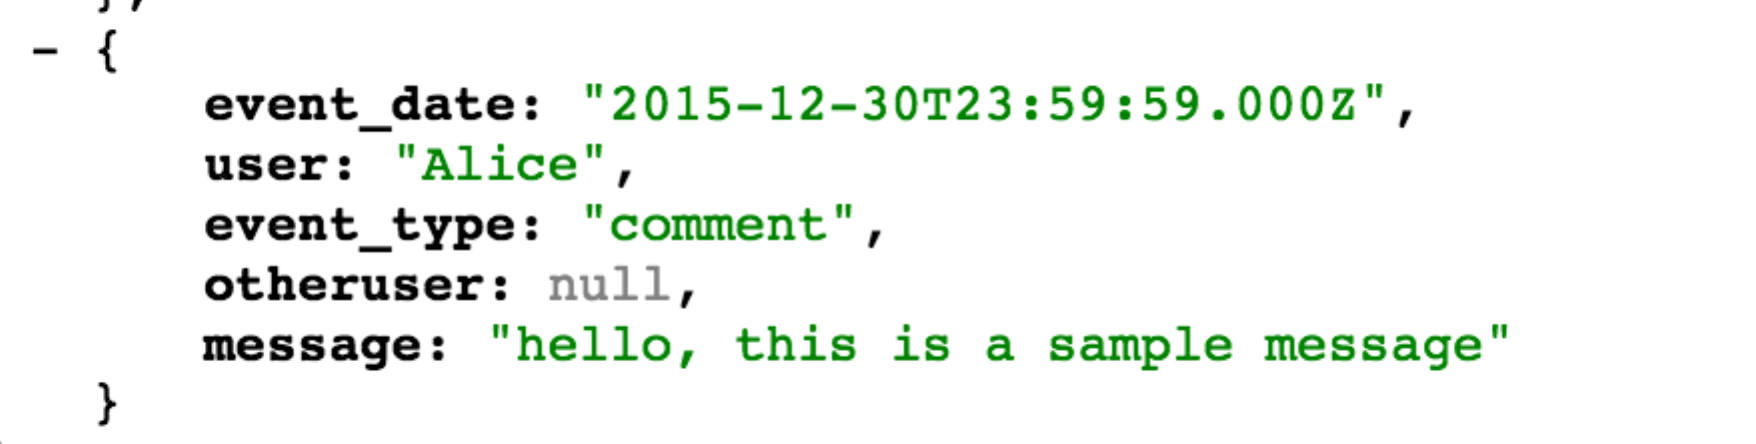 },
- {
event_date: "2015-12-30T23:59:59.000Z",
user: "Alice",
event_type: "comment",
otheruser: null,
message: "hello, this is a sample message"
}